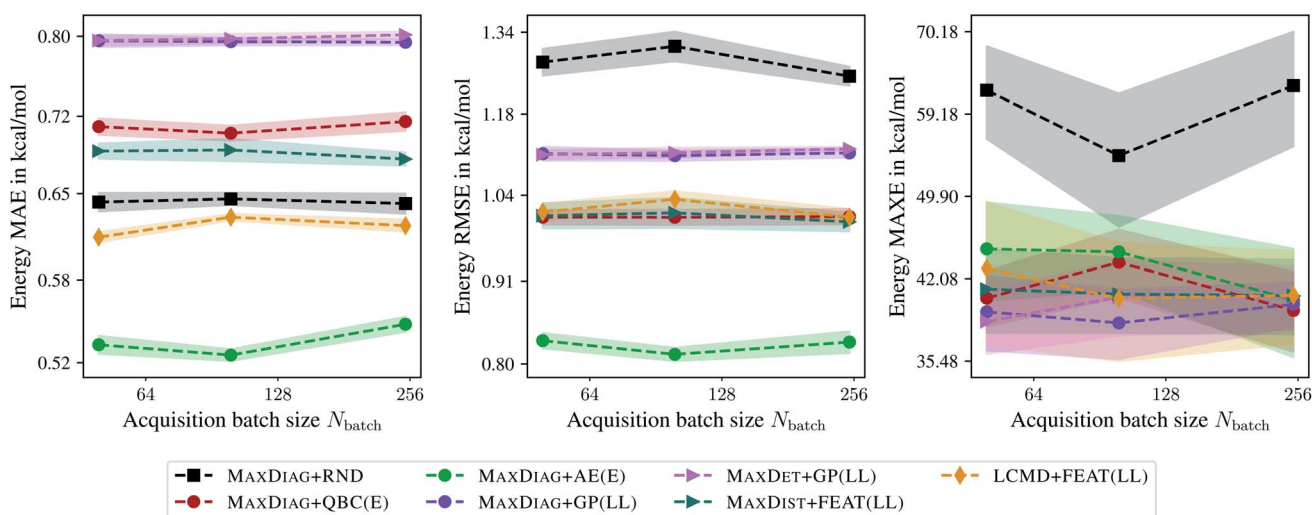 Energy MAE in kcal/mol
0.80
0.72
0.65
0.58
0.52
64
128
256
Acquisition batch size N_batch
Energy RMSE in kcal/mol
1.34
1.18
1.04
0.91
0.80
64
128
256
Acquisition batch size N_batch
Energy MAXE in kcal/mol
70.18
59.18
49.90
42.08
35.48
64
128
256
Acquisition batch size N_batch
MAXDIAG+RND
MAXDIAG+QBC(E)
MAXDIAG+AE(E)
MAXDIAG+GP(LL)
MAXDET+GP(LL)
MAXDIST+FEAT(LL)
LCMD+FEAT(LL)